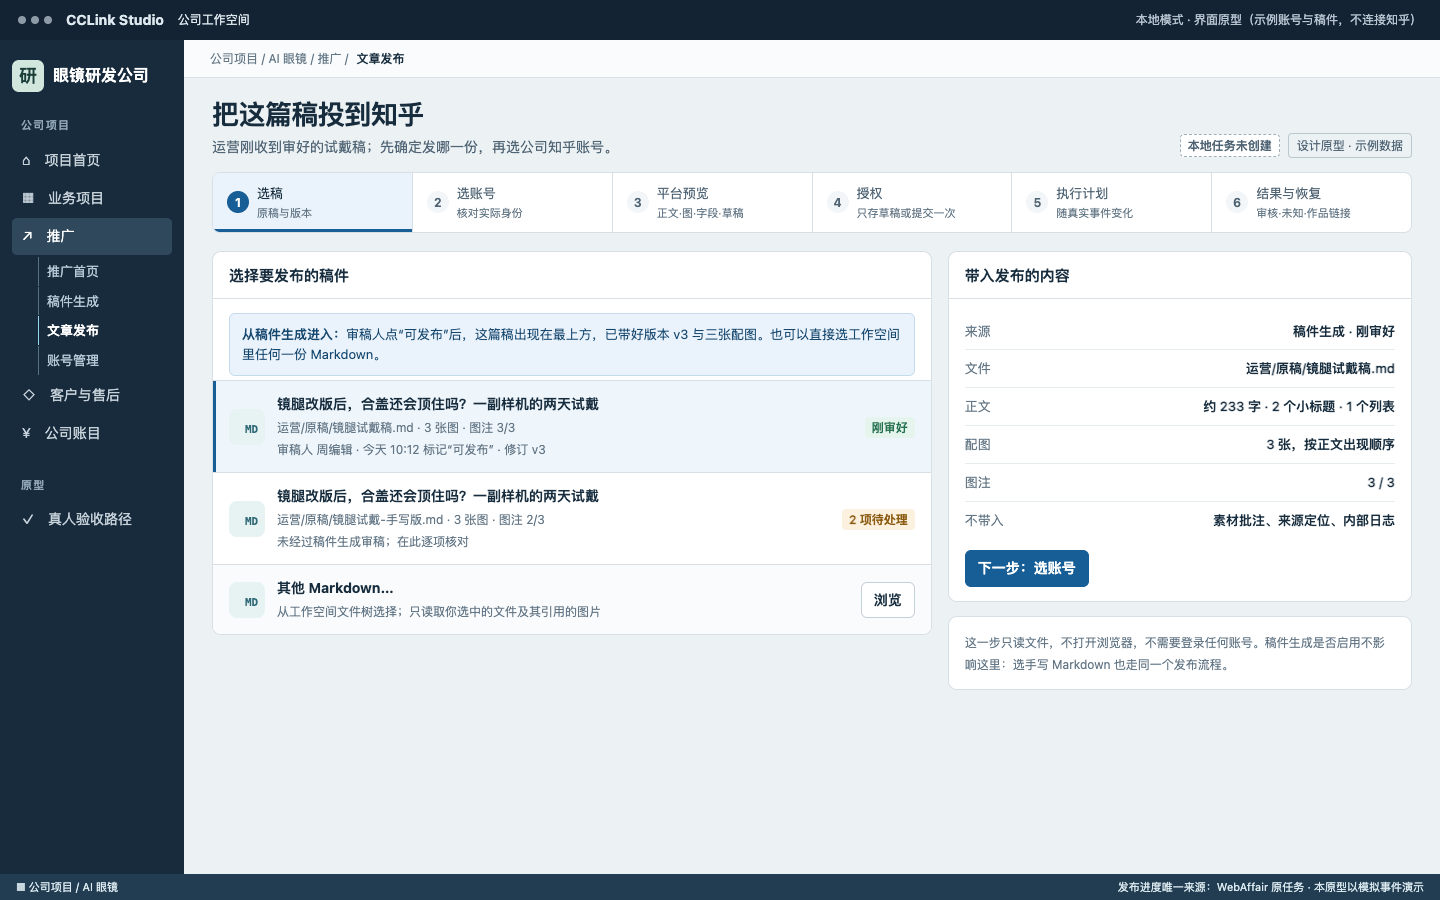 CCLink Studio 公司工作空间
本地模式 · 界面原型（示例账号与稿件，不连接知乎）
研 眼镜研发公司
公司项目
项目首页
业务项目
推广
推广首页
稿件生成
文章发布
账号管理
客户与售后
¥ 公司账目
原型
真人验收路径
公司项目 / AI 眼镜 / 推广 / 文章发布
把这篇稿投到知乎
运营刚收到审好的试戴稿；先确定发哪一份，再选公司知乎账号。
本地任务未创建
设计原型 · 示例数据
1 选稿
原稿与版本
2 选账号
核对实际身份
3 平台预览
正文·图·字段·草稿
4 授权
只存草稿或提交一次
5 执行计划
随真实事件变化
6 结果与恢复
审核·未知·作品链接
选择要发布的稿件
从稿件生成进入：审稿人点“可发布”后，这篇稿出现在最上方，已带好版本 v3 与三张配图。也可以直接选工作空间
里任何一份 Markdown。
MD
镜腿改版后，合盖还会顶住吗？一副样机的两天试戴
运营/原稿/镜腿试戴稿.md · 3 张图 · 图注 3/3
审稿人 周编辑 · 今天 10:12 标记“可发布” · 修订 v3
刚审好
MD
镜腿改版后，合盖还会顶住吗？一副样机的两天试戴
运营/原稿/镜腿试戴-手写版.md · 3 张图 · 图注 2/3
未经过稿件生成审稿；在此逐项核对
2 项待处理
MD
其他 Markdown…
从工作空间文件树选择；只读取你选中的文件及其引用的图片
浏览
带入发布的内容
来源 稿件生成 · 刚审好
文件 运营/原稿/镜腿试戴稿.md
正文 约 233 字 · 2 个小标题 · 1 个列表
配图 3 张，按正文出现顺序
图注 3 / 3
不带入 素材批注、来源定位、内部日志
下一步：选账号
这一步只读文件，不打开浏览器，不需要登录任何账号。稿件生成是否启用不影
响这里：选手写 Markdown 也走同一个发布流程。
公司项目 / AI 眼镜
发布进度唯一来源：WebAffair 原任务 · 本原型以模拟事件演示